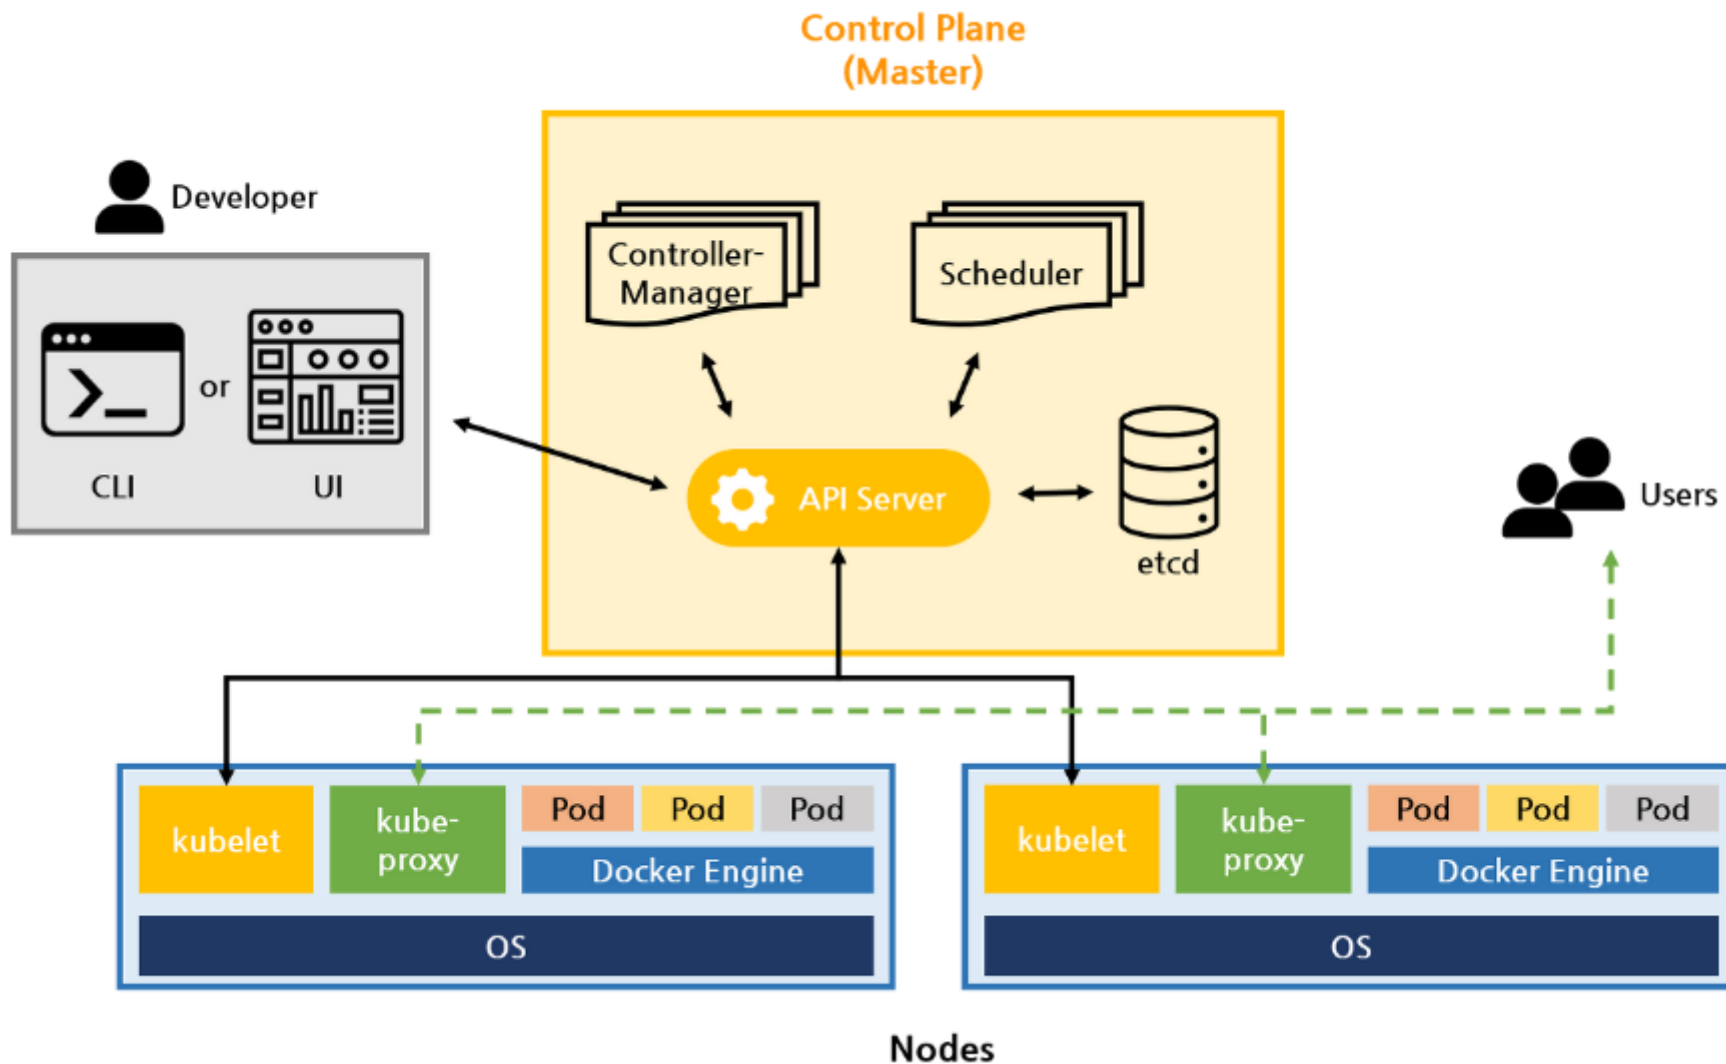 Control Plane
(Master)
Developer
Controller-
Manager
Scheduler
or
CLI
UI
API Server
etcd
Users
kubelet
kube-
proxy
Pod
Pod
Pod
Docker Engine
OS
kubelet
kube-
proxy
Pod
Pod
Pod
Docker Engine
OS
Nodes